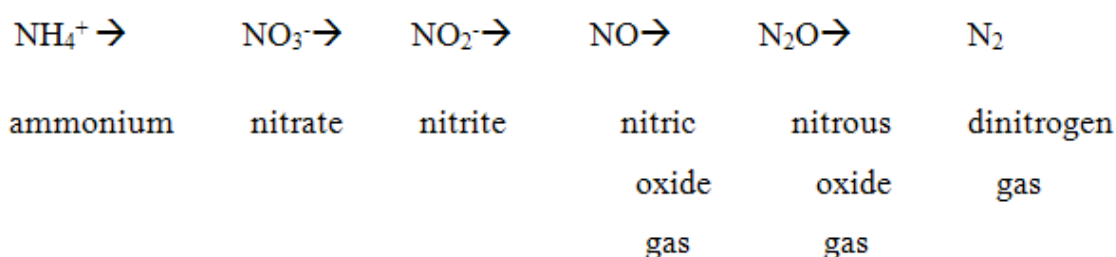 NH₄⁺ → NO₃⁻→ NO₂⁻→ NO→ N₂O→ N₂
ammonium nitrate nitrite nitric nitrous dinitrogen
oxide oxide gas
gas gas